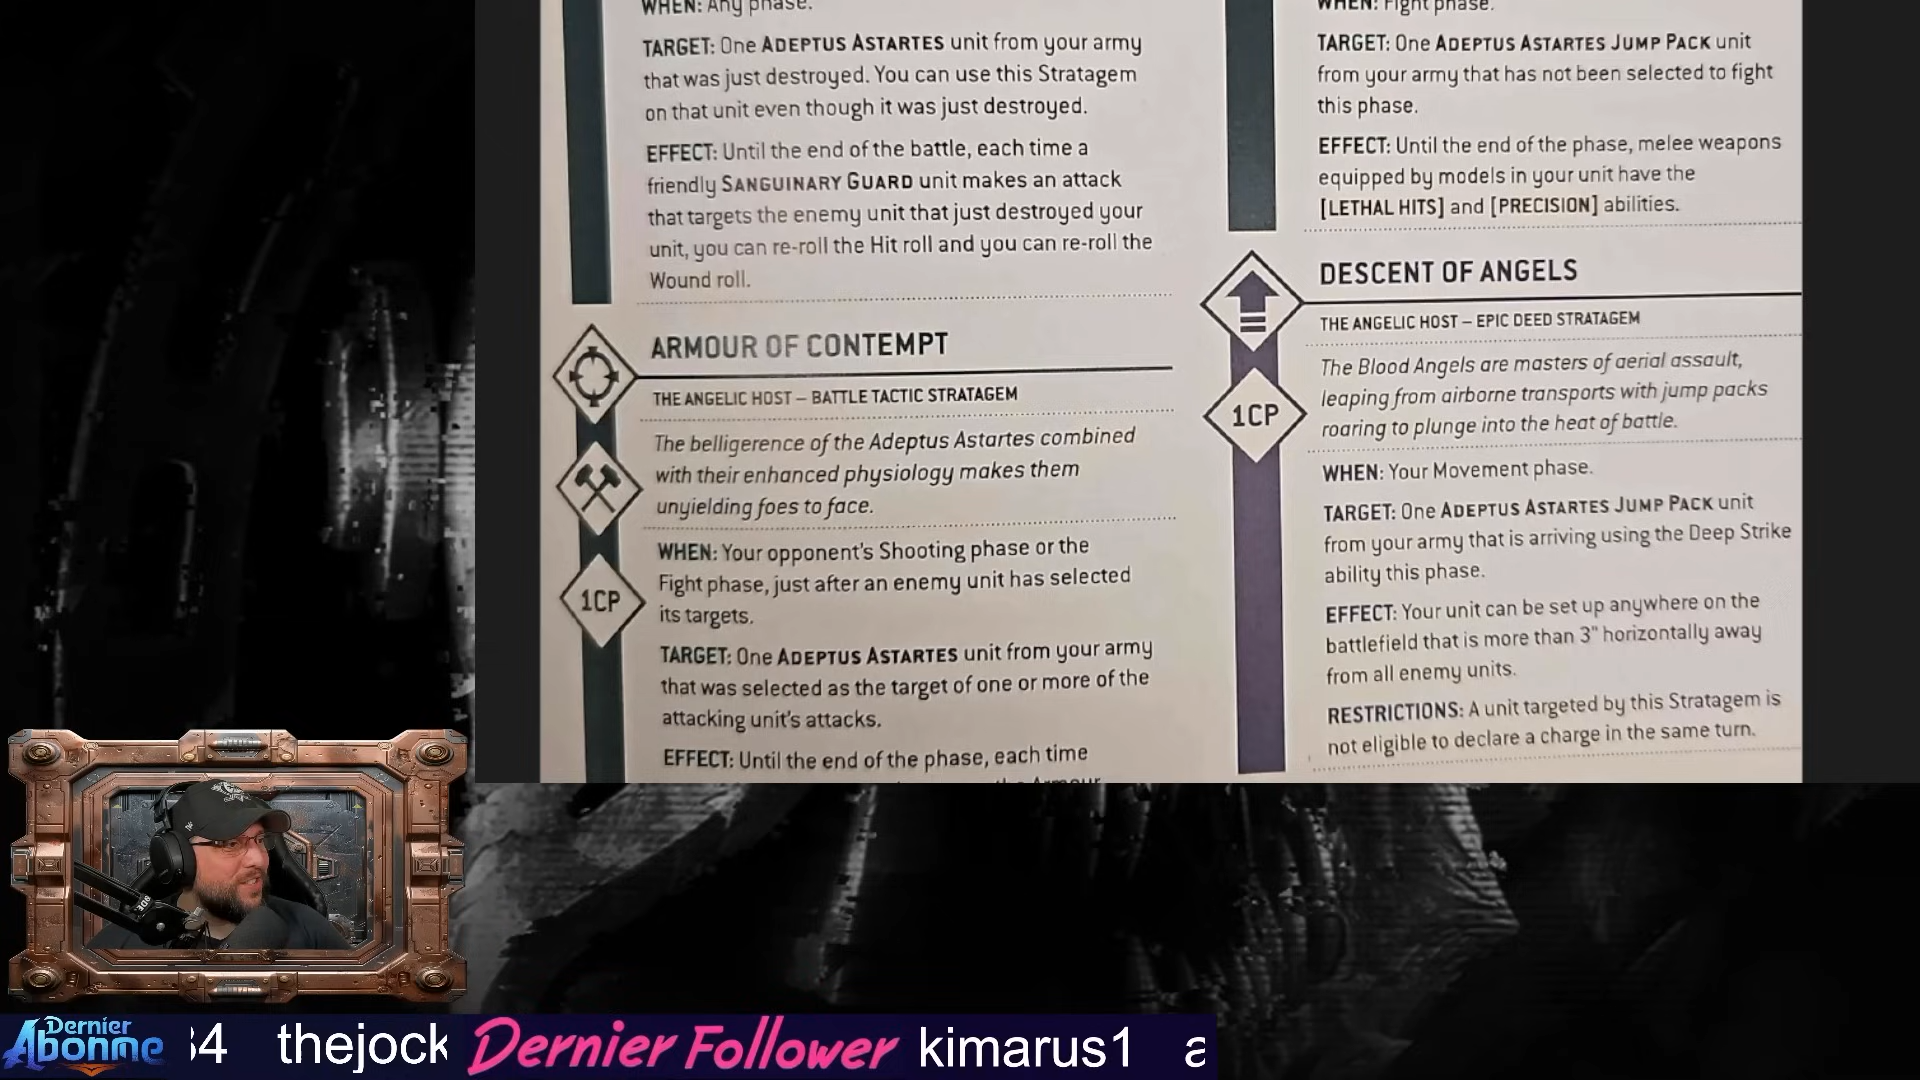 WHEN: Any phase.
TARGET: One ADEPTUS ASTARTES unit from your army
that was just destroyed. You can use this Stratagem
on that unit even though it was just destroyed.
EFFECT: Until the end of the battle, each time a
friendly SANGUINARY GUARD unit makes an attack
that targets the enemy unit that just destroyed your
unit, you can re-roll the Hit roll and you can re-roll the
Wound roll.
ARMOUR OF CONTEMPT
THE ANGELIC HOST – BATTLE TACTIC STRATAGEM
The belligerence of the Adeptus Astartes combined
with their enhanced physiology makes them
unyielding foes to face.
WHEN: Your opponent's Shooting phase or the
Fight phase, just after an enemy unit has selected
its targets.
1CP
TARGET: One ADEPTUS ASTARTES unit from your army
that was selected as the target of one or more of the
attacking unit's attacks.
EFFECT: Until the end of the phase, each time
WHEN: Fight phase.
TARGET: One ADEPTUS ASTARTES JUMP PACK unit
from your army that has not been selected to fight
this phase.
EFFECT: Until the end of the phase, melee weapons
equipped by models in your unit have the
[LETHAL HITS] and [PRECISION] abilities.
DESCENT OF ANGELS
THE ANGELIC HOST – EPIC DEED STRATAGEM
The Blood Angels are masters of aerial assault,
leaping from airborne transports with jump packs
roaring to plunge into the heat of battle.
1CP
WHEN: Your Movement phase.
TARGET: One ADEPTUS ASTARTES JUMP PACK unit
from your army that is arriving using the Deep Strike
ability this phase.
EFFECT: Your unit can be set up anywhere on the
battlefield that is more than 3" horizontally away
from all enemy units.
RESTRICTIONS: A unit targeted by this Stratagem is
not eligible to declare a charge in the same turn.
Dernier
Abonné
4 thejock
Dernier Follower
kimarus1 a